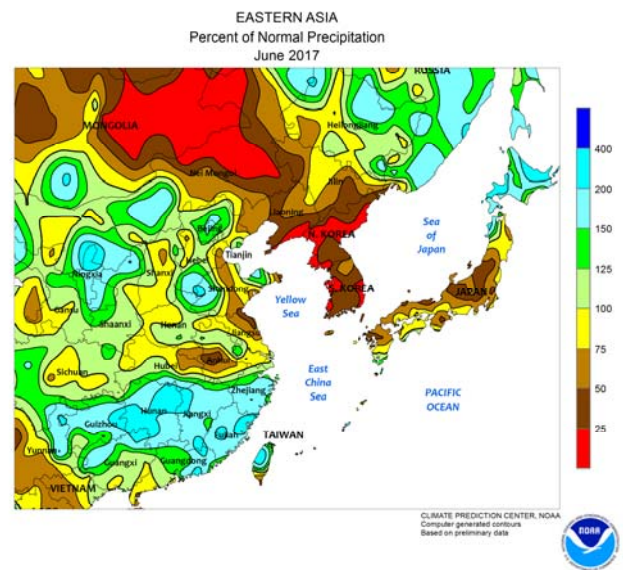 EASTERN ASIA
Percent of Normal Precipitation
June 2017
RUSSIA
MONGOLIA
Heilongjiang
Nei Mongol
Jilin
Liaoning
Sea
of
Japan
N. KOREA
Beijing
Hebei
Tianjin
Ningxia
Shanxi
Shandong
S. KOREA
JAPAN
Yellow
Sea
Gansu
Shaanxi
Henan
Jiangsu
Sichuan
Hubei
Anhui
East
China
Sea
PACIFIC
OCEAN
Zhejiang
Hunan
Jiangxi
Guizhou
Fujian
TAIWAN
Yunnan
Guangxi
Guangdong
VIETNAM
400
200
150
125
100
75
50
25
CLIMATE PREDICTION CENTER, NOAA
Computer generated contours
Based on preliminary data
NOAA